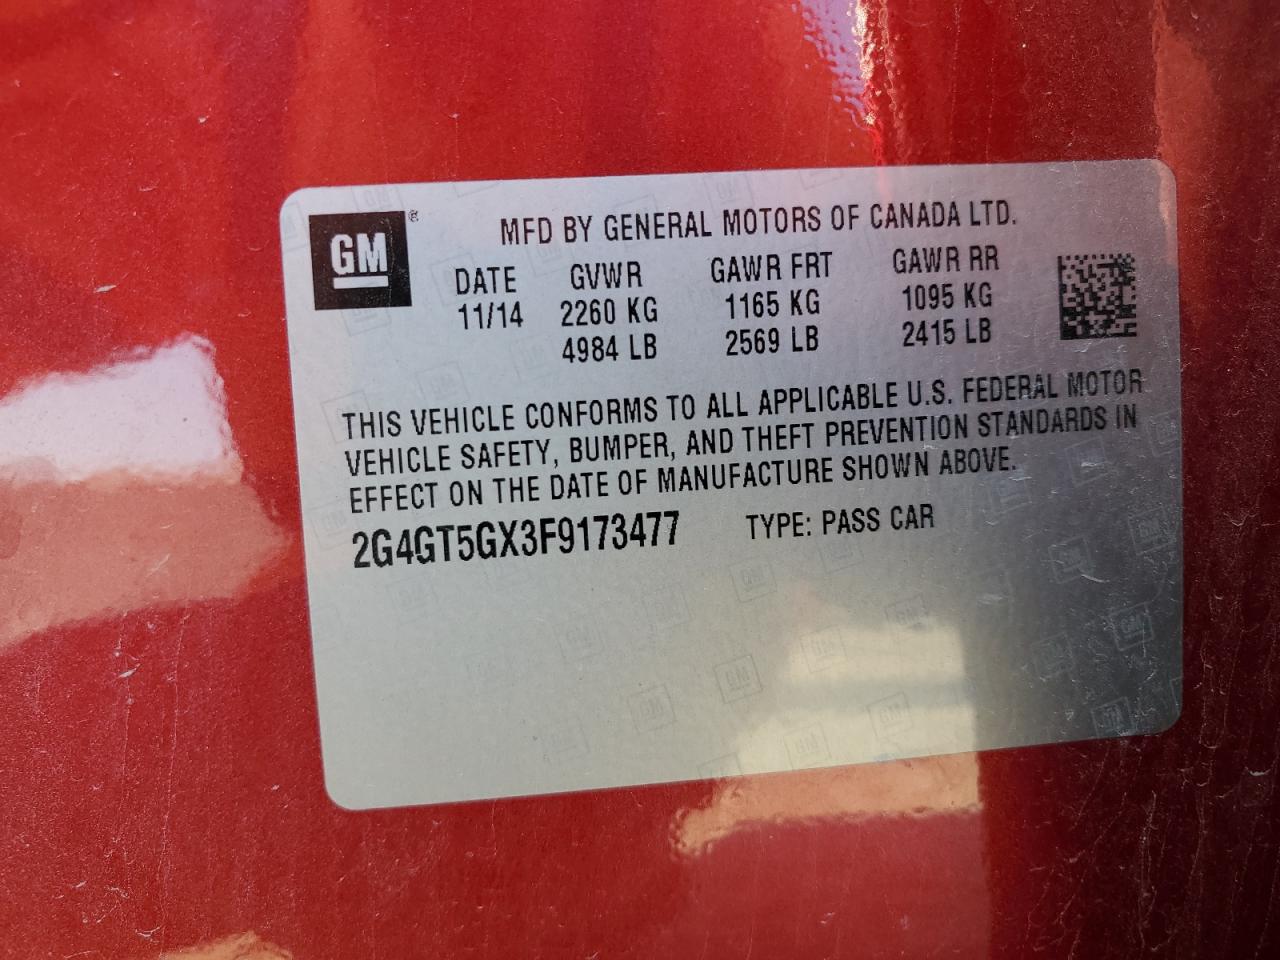 GM ®
MFD BY GENERAL MOTORS OF CANADA LTD.
DATE GVWR GAWR FRT GAWR RR
11/14 2260 KG 1165 KG 1095 KG
4984 LB 2569 LB 2415 LB
THIS VEHICLE CONFORMS TO ALL APPLICABLE U.S. FEDERAL MOTOR
VEHICLE SAFETY, BUMPER, AND THEFT PREVENTION STANDARDS IN
EFFECT ON THE DATE OF MANUFACTURE SHOWN ABOVE.
2G4GT5GX3F9173477 TYPE: PASS CAR